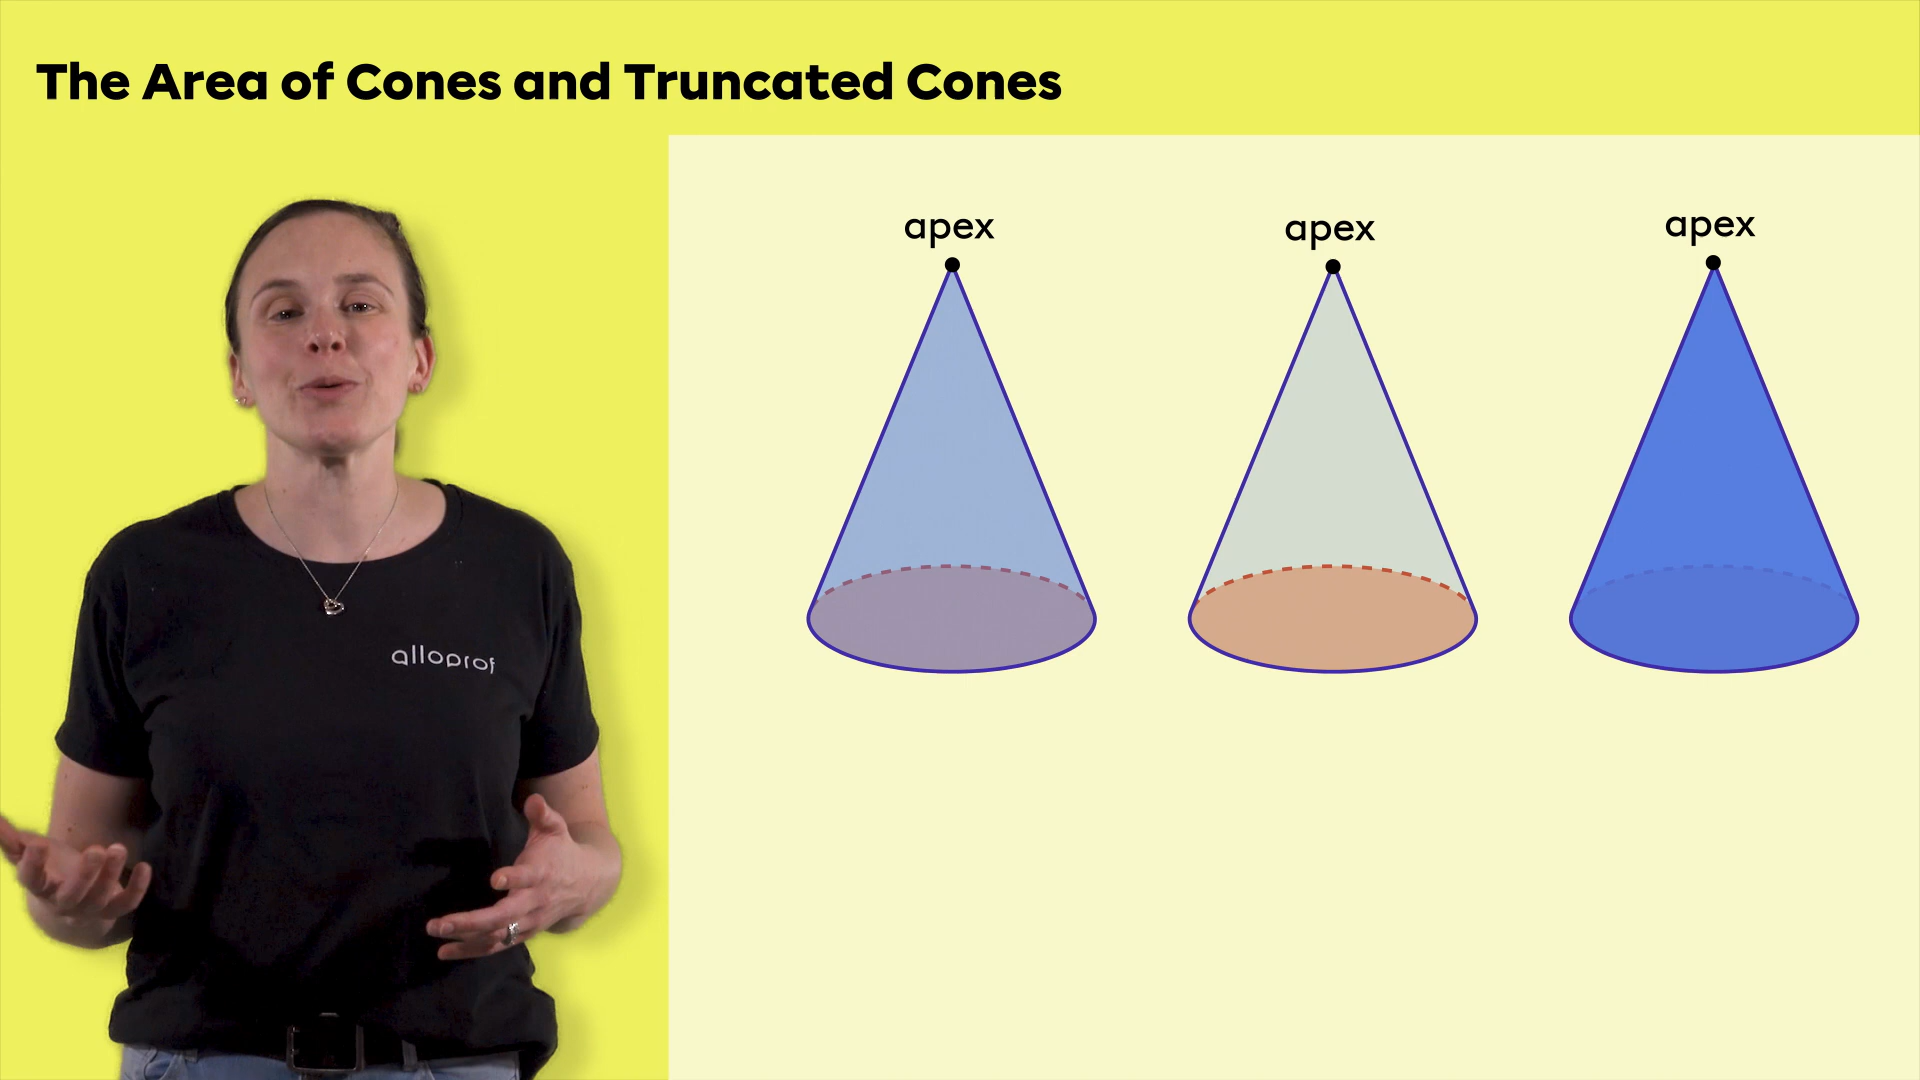 The Area of Cones and Truncated Cones
apex
apex
apex
alloprof